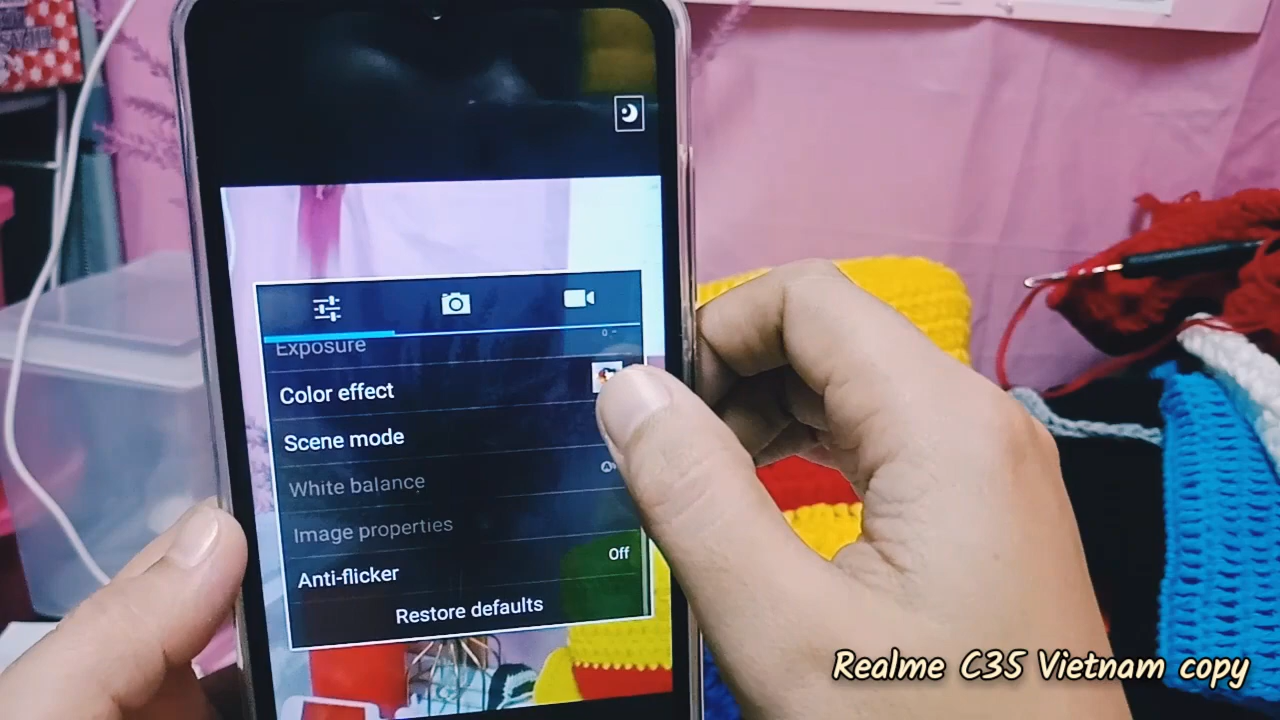 Exposure
Color effect
Scene mode
White balance
Image properties
Anti-flicker
Off
Restore defaults
Realme C35 Vietnam copy